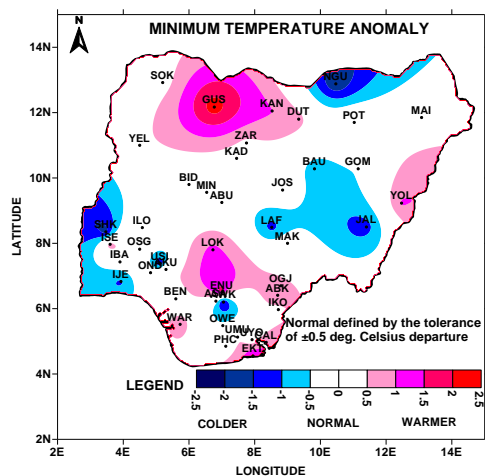 MINIMUM TEMPERATURE ANOMALY
N
14N
12N
10N
8N
6N
4N
2N
LATITUDE
SOK
NGU
GUS
KAN
DUT
POT
MAI
YEL
ZAR
KAD
BAU
GOM
BID
MIN
ABU
JOS
YOL
SHK
ILO
LAF
JAL
ISE
OSG
LOK
MAK
IBA
USI
OND
AKU
IJE
ENU
OGJ
ABK
BEN
AWK
IKO
WAR
OWE
UMU
UYO
CAL
PHC
EKT
Normal defined by the tolerance
of ±0.5 deg. Celsius departure
LEGEND
-2.5 -2 -1.5 -1 -0.5 0 0.5 1 1.5 2 2.5
COLDER NORMAL WARMER
2E 4E 6E 8E 10E 12E 14E
LONGITUDE